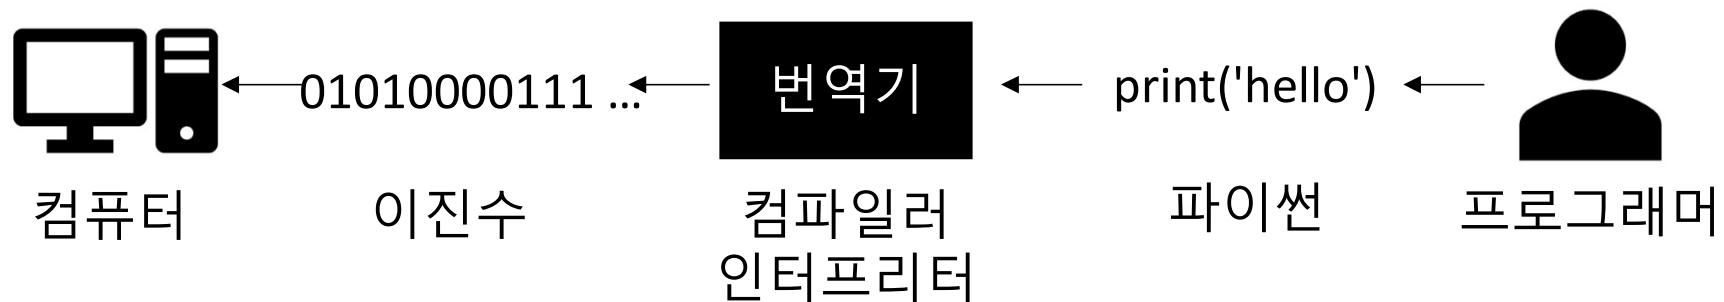 01010000111 ...
번역기
print('hello')
컴퓨터
이진수
컴파일러
인터프리터
파이썬
프로그래머